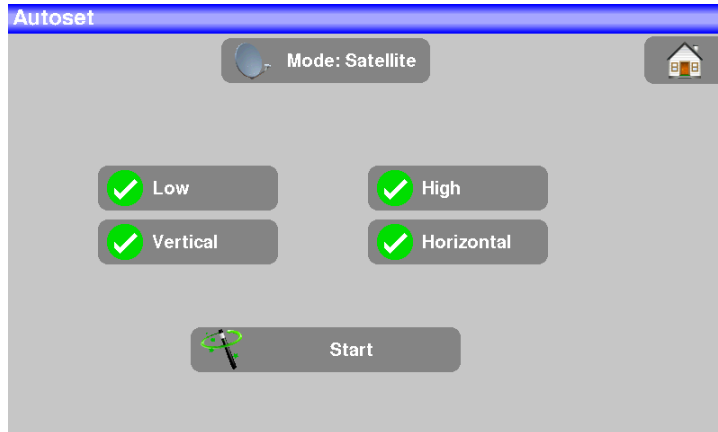 Autoset
Mode: Satellite
Low
High
Vertical
Horizontal
Start